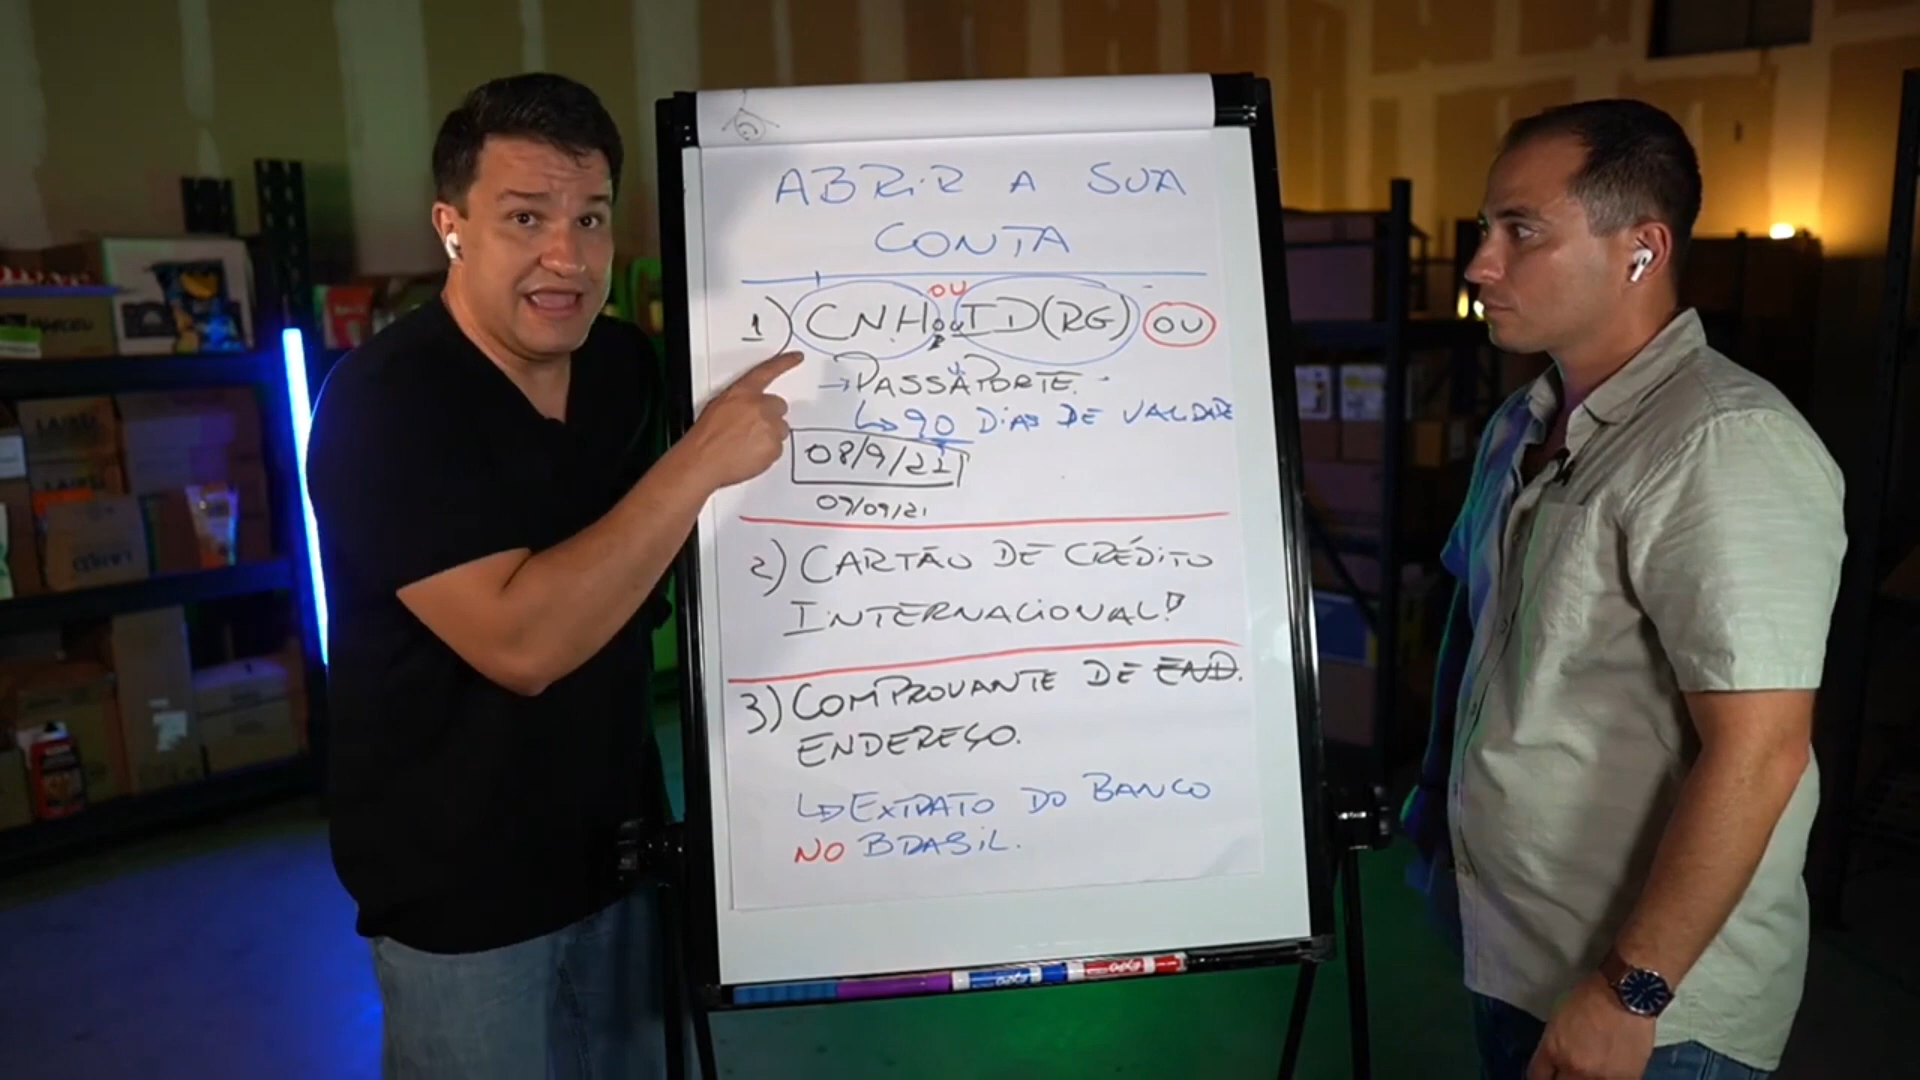 ABRIR A SUA
CONTA
OU
1) CNH OU ID(RG) OU
→ PASSAPORTE.
↳ 90 DIAS DE VALIDADE
08/9/21
07/09/21
2) CARTÃO DE CRÉDITO
INTERNACIONAL!
3) COMPROVANTE DE END.
ENDEREÇO.
↳ EXTRATO DO BANCO
NO BRASIL.